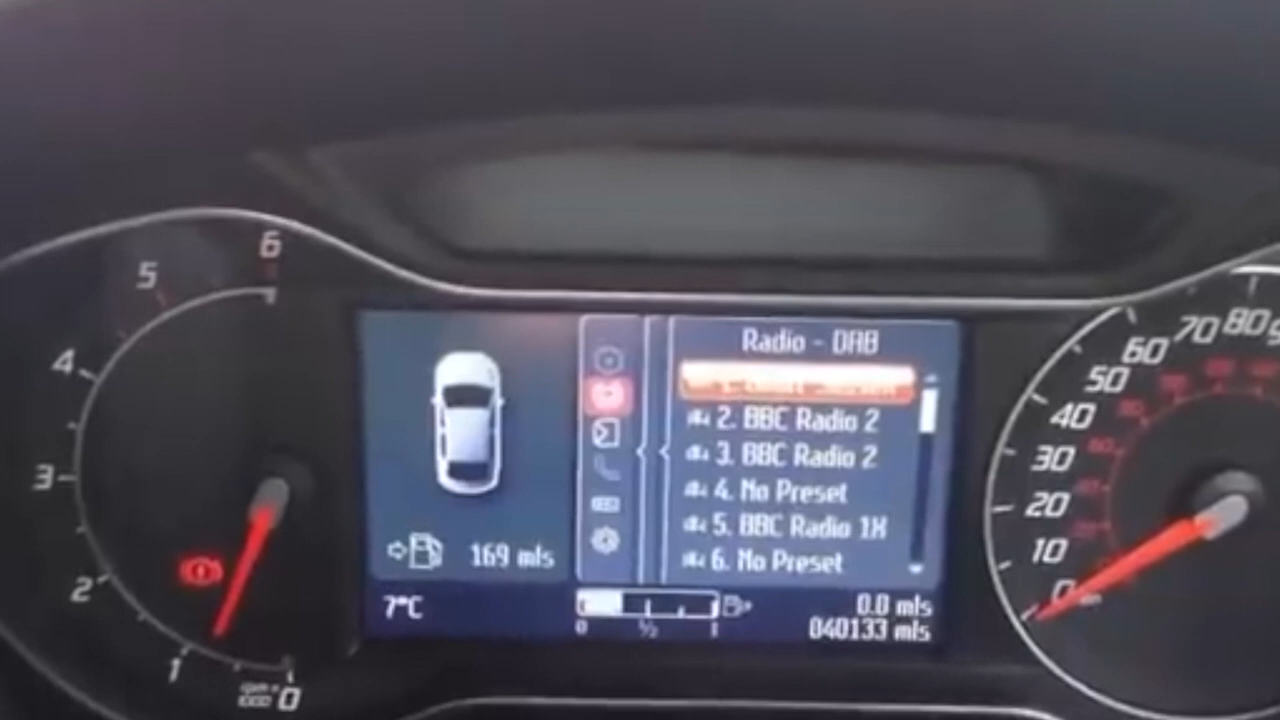 6
5
4
3
2
1
0
Radio - DAB
2. BBC Radio 2
3. BBC Radio 2
4. No Preset
5. BBC Radio 1X
6. No Preset
169 mls
7°C
0 ½ 1
0.0 mls
040133 mls
80
70
60
50
40
30
20
10
0